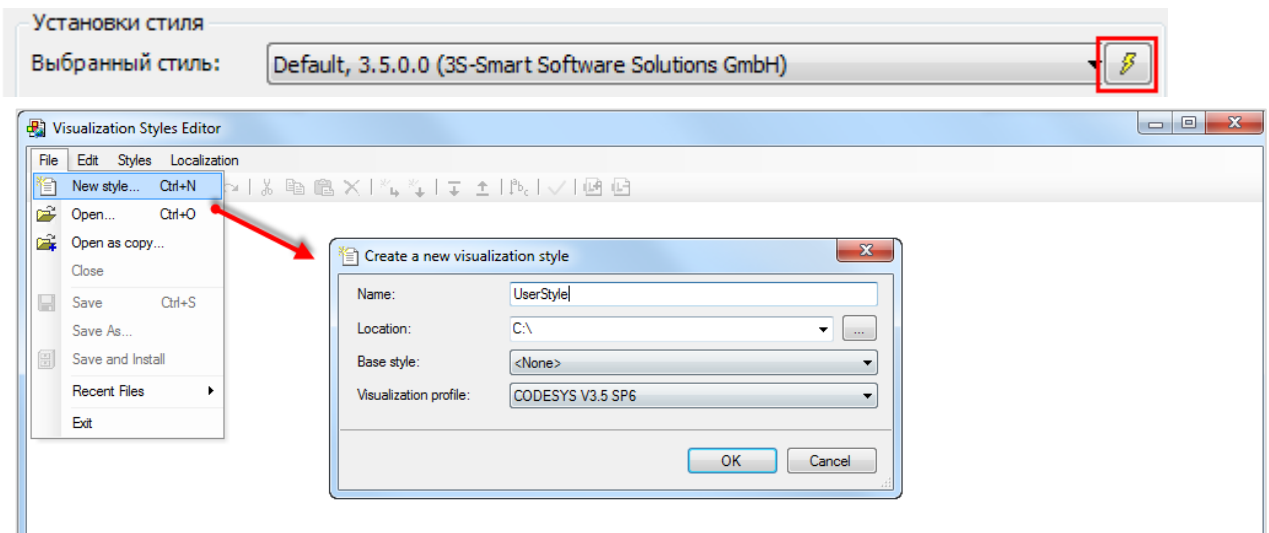 Установки стиля
Выбранный стиль: Default, 3.5.0.0 (3S-Smart Software Solutions GmbH)
Visualization Styles Editor
File Edit Styles Localization
New style... Ctrl+N
Open... Ctrl+O
Open as copy...
Close
Save Ctrl+S
Save As...
Save and Install
Recent Files
Exit
Create a new visualization style
Name: UserStyle
Location: C:\ ...
Base style: <None>
Visualization profile: CODESYS V3.5 SP6
OK Cancel